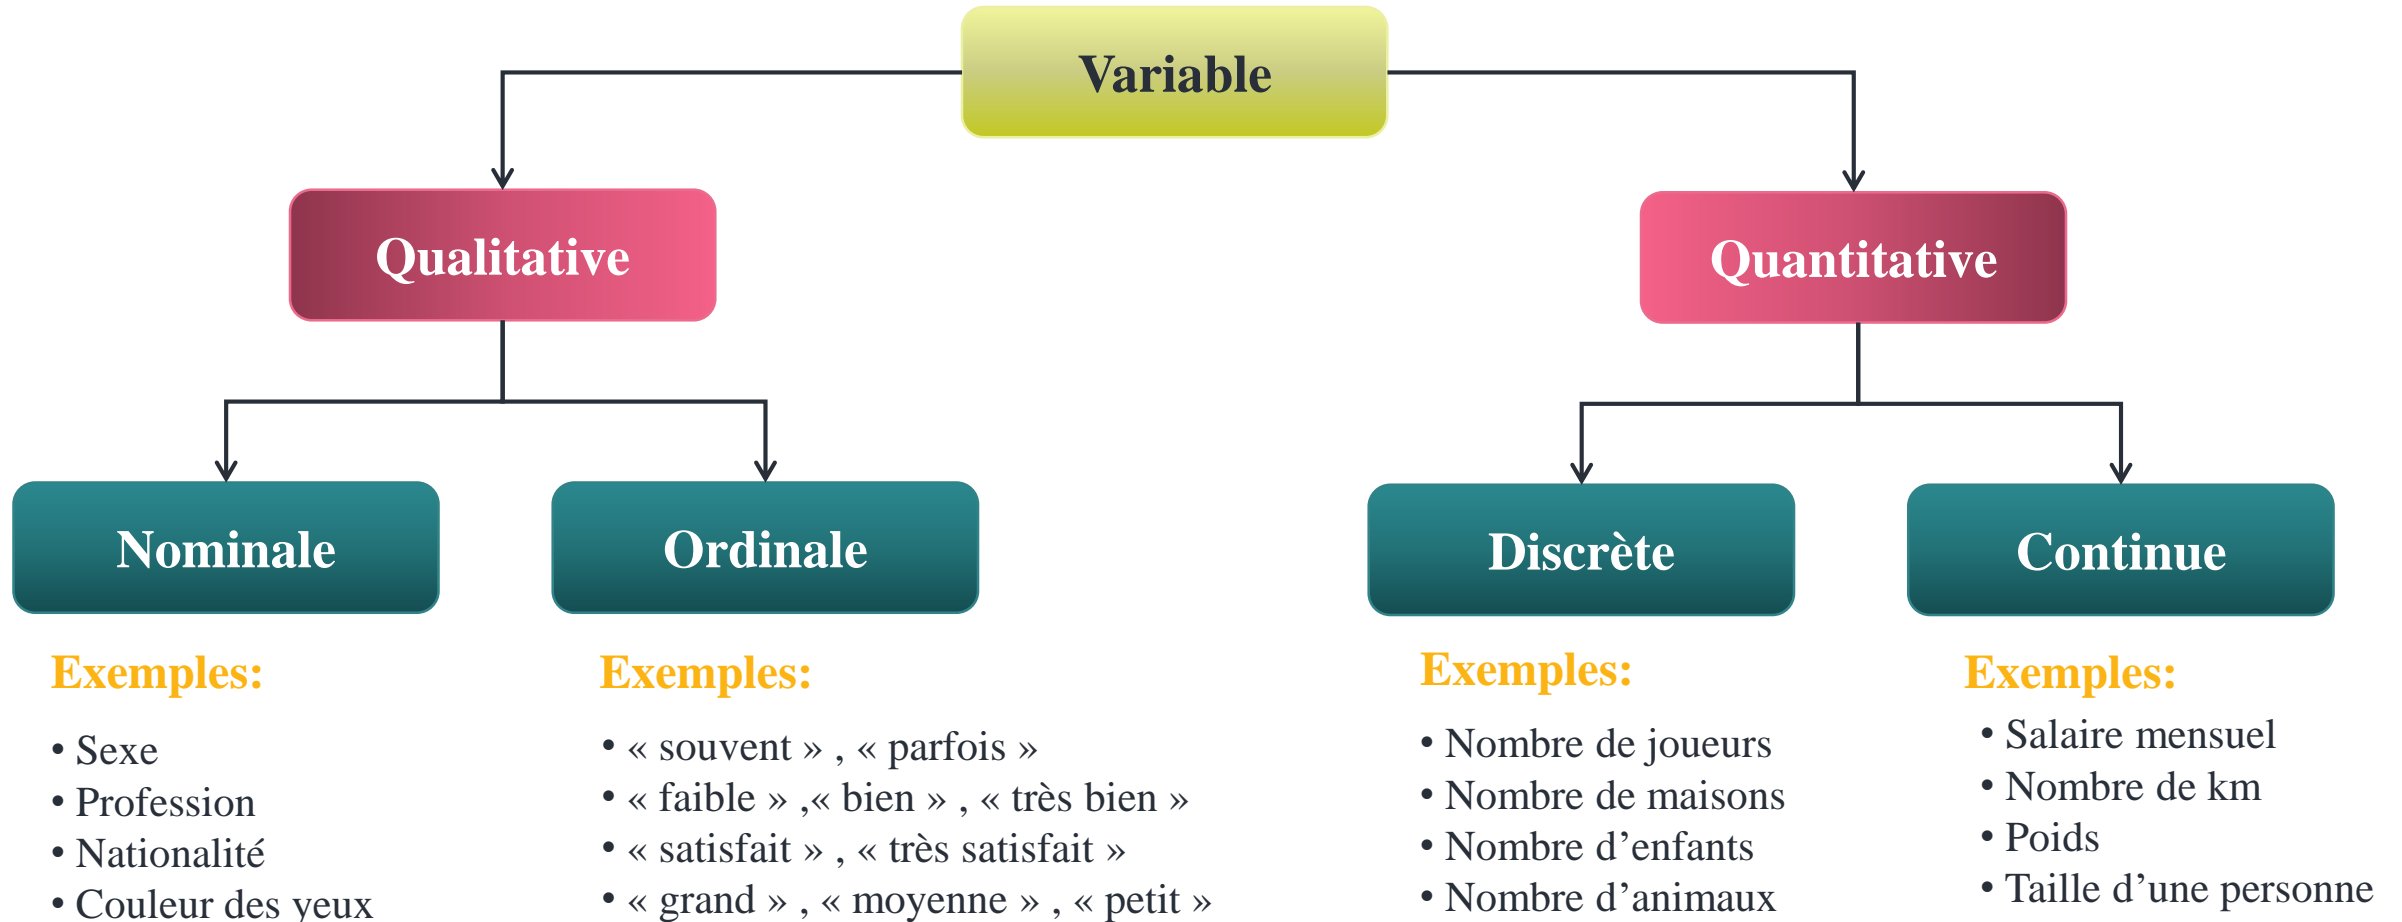 Variable
Qualitative
Quantitative
Nominale
Ordinale
Discrète
Continue
Exemples:
• Sexe
• Profession
• Nationalité
• Couleur des yeux
Exemples:
• « souvent » , « parfois »
• « faible » ,« bien » , « très bien »
• « satisfait » , « très satisfait »
• « grand » , « moyenne » , « petit »
Exemples:
• Nombre de joueurs
• Nombre de maisons
• Nombre d’enfants
• Nombre d’animaux
Exemples:
• Salaire mensuel
• Nombre de km
• Poids
• Taille d’une personne